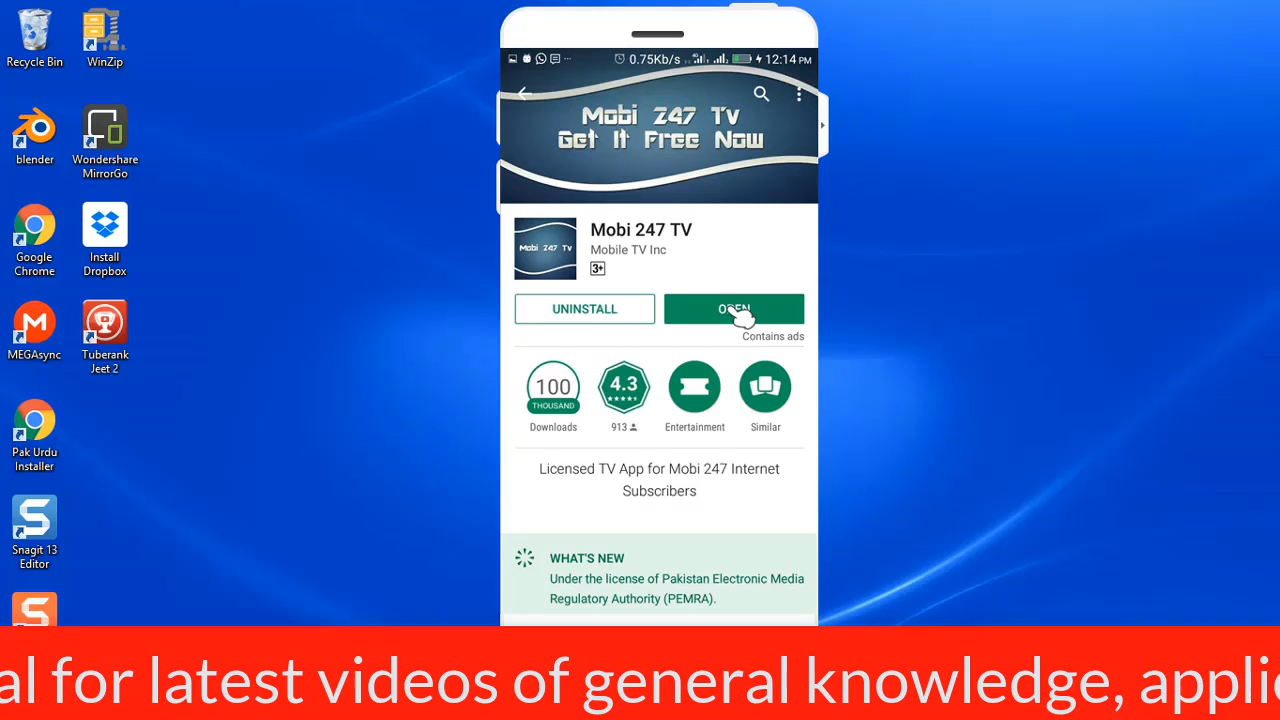 Recycle Bin
WinZip
blender
Wondershare
MirrorGo
Google
Chrome
Install
Dropbox
MEGAsync
Tuberank
Jeet 2
Pak Urdu
Installer
Snagit 13
Editor
0.75Kb/s
12:14 PM
Mobi 247 Tv
Get It Free Now
Mobi 247 Tv
Mobi 247 TV
Mobile TV Inc
3+
UNINSTALL
OPEN
Contains ads
100
THOUSAND
Downloads
4.3
913
Entertainment
Similar
Licensed TV App for Mobi 247 Internet
Subscribers
WHAT'S NEW
Under the license of Pakistan Electronic Media
Regulatory Authority (PEMRA).
al for latest videos of general knowledge, applic